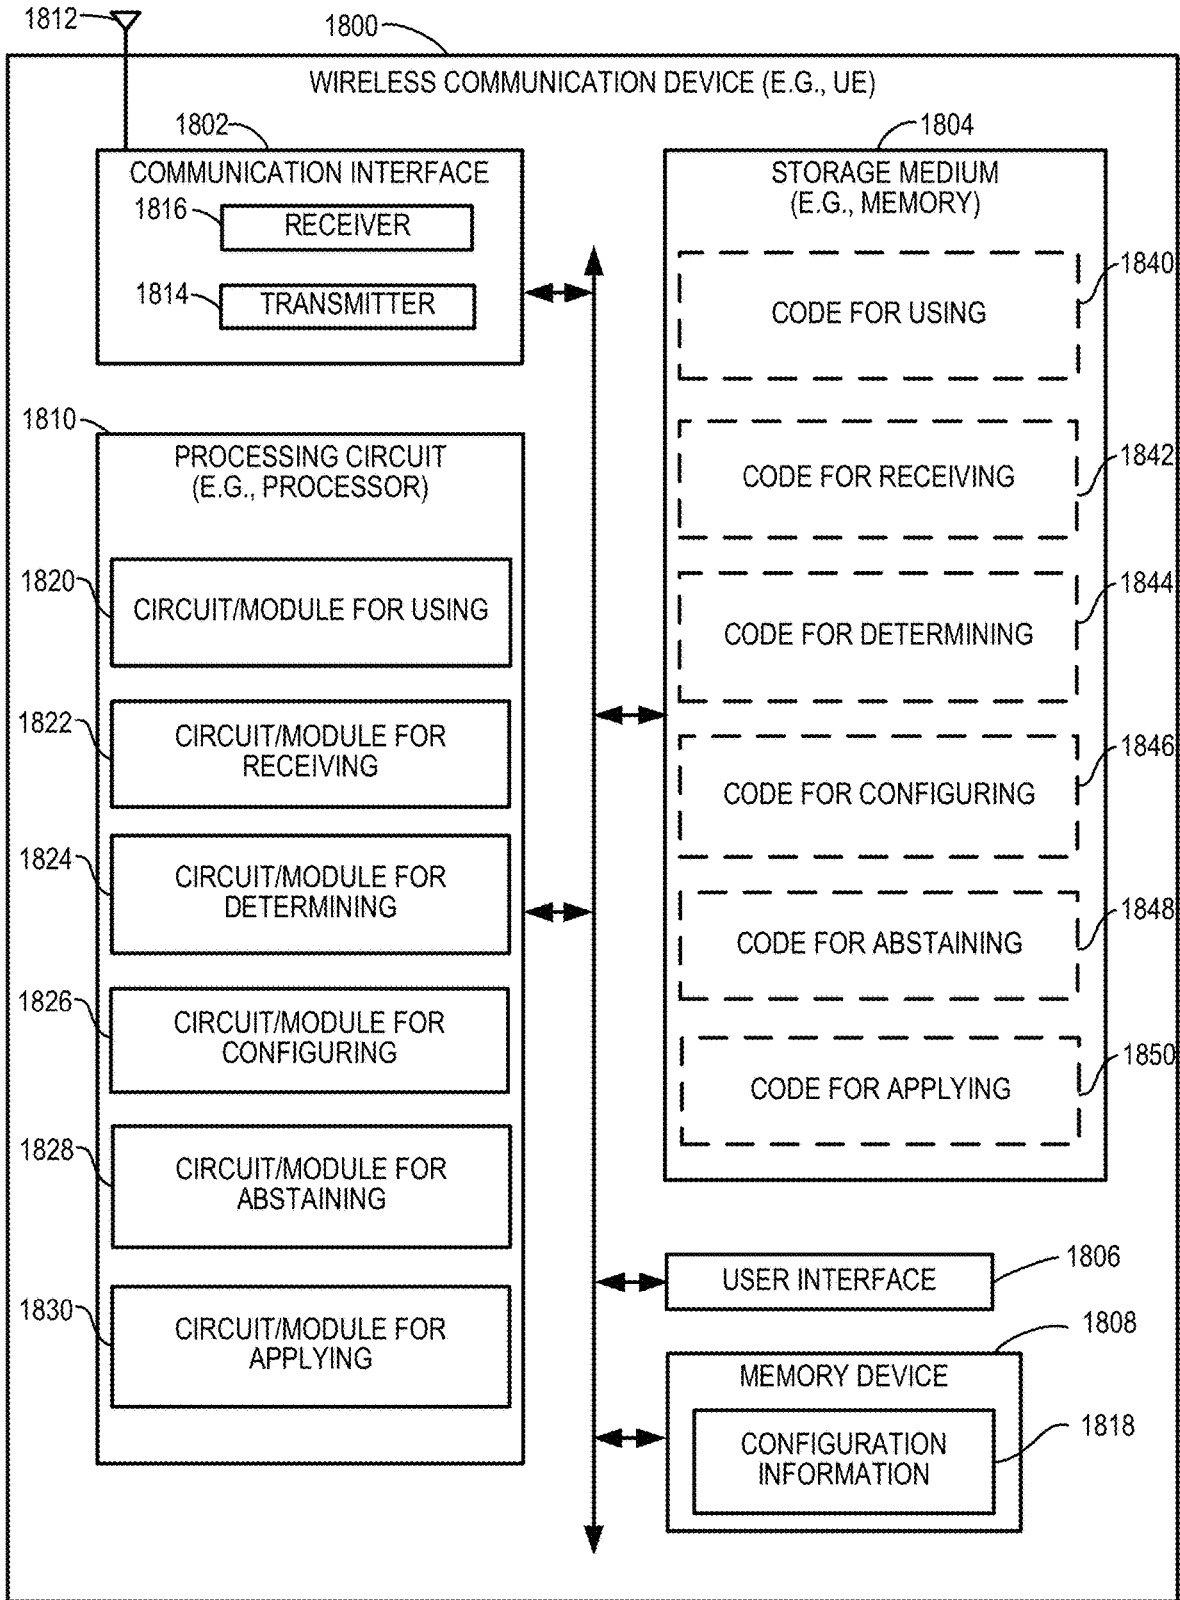 1812
1800
WIRELESS COMMUNICATION DEVICE (E.G., UE)
1802
COMMUNICATION INTERFACE
1816
RECEIVER
1814
TRANSMITTER
1810
PROCESSING CIRCUIT
(E.G., PROCESSOR)
1820
CIRCUIT/MODULE FOR USING
1822
CIRCUIT/MODULE FOR
RECEIVING
1824
CIRCUIT/MODULE FOR
DETERMINING
1826
CIRCUIT/MODULE FOR
CONFIGURING
1828
CIRCUIT/MODULE FOR
ABSTAINING
1830
CIRCUIT/MODULE FOR
APPLYING
1804
STORAGE MEDIUM
(E.G., MEMORY)
1840
CODE FOR USING
1842
CODE FOR RECEIVING
1844
CODE FOR DETERMINING
1846
CODE FOR CONFIGURING
1848
CODE FOR ABSTAINING
1850
CODE FOR APPLYING
1806
USER INTERFACE
1808
MEMORY DEVICE
1818
CONFIGURATION
INFORMATION